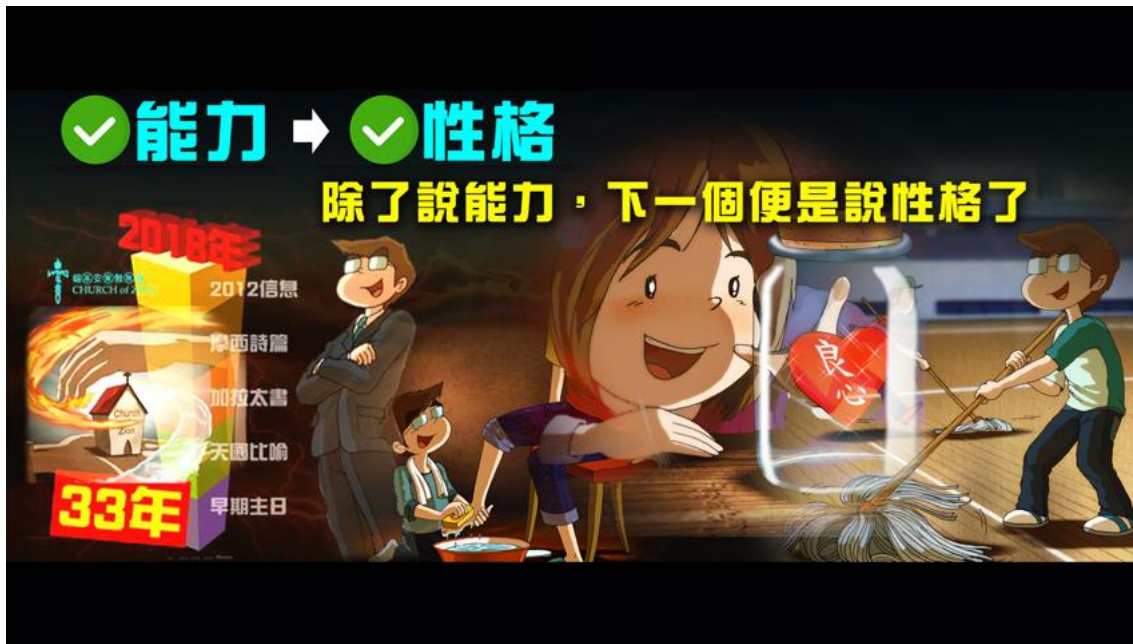 能力 → 性格
除了說能力，下一個便是說性格了
2018年
CHURCH of
2012信息
摩西詩篇
加拉太書
天國比喻
早期主日
33年
Church
Zion
良心